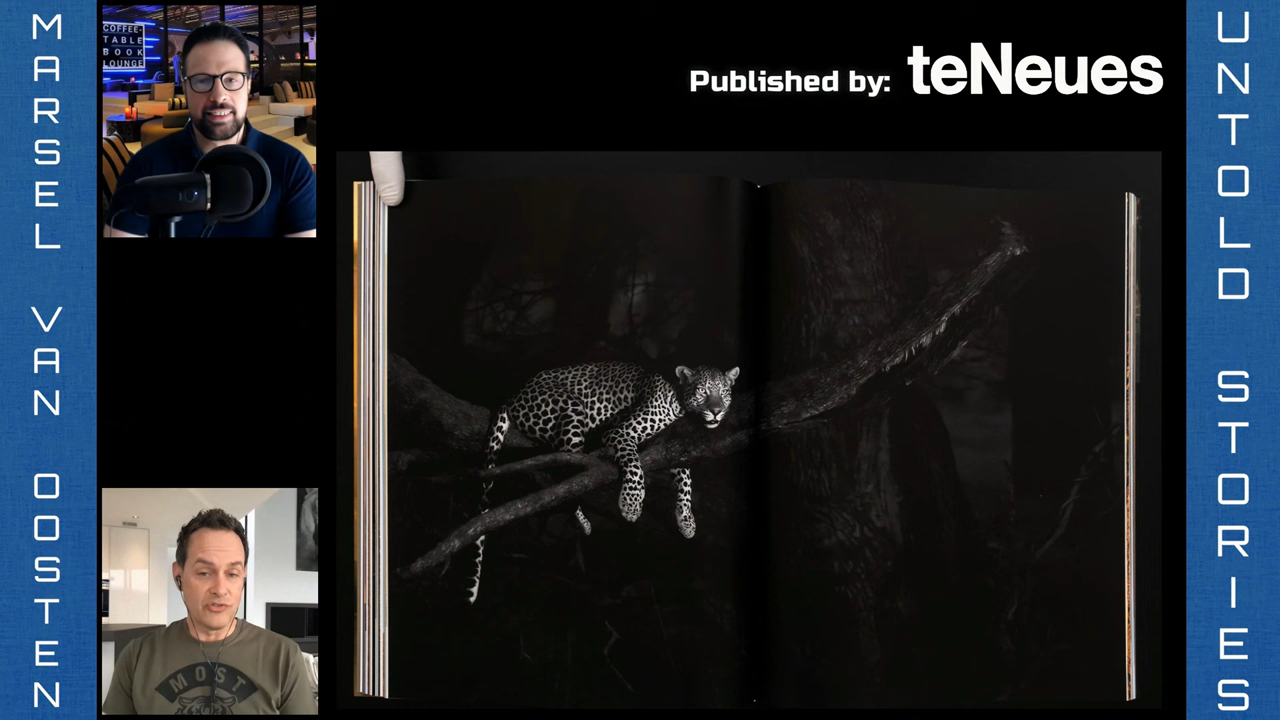 MARSEL VAN OOSTEN
COFFEE-
TABLE
BOOK
LOUNGE
Published by: teNeues
MOST
UNTOLD STORIES